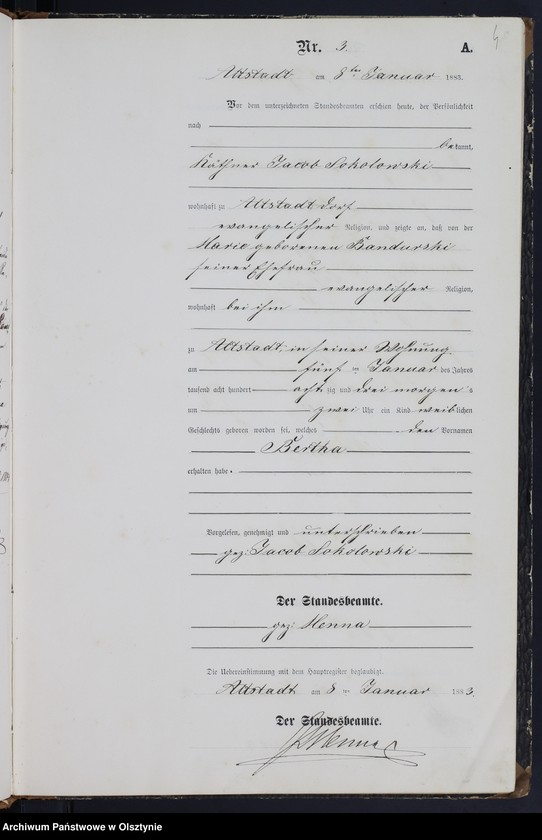 4
Nr. 3. A.
Altstadt am 8ten Januar 1883.
Vor dem unterzeichneten Standesbeamten erschien heute, der Persönlichkeit
nach
bekannt,
Käthner Jacob Sokolowski
wohnhaft zu Altstadt Dorf
evangelischer Religion, und zeigte an, daß von der
Marie geborenen Bandurski
seiner Ehefrau
evangelischer Religion,
wohnhaft bei ihm
zu Altstadt, in seiner Wohnung
am fünf ten Januar des Jahres
tausend acht hundert achtzig und drei morgens
um zwei Uhr ein Kind weiblichen
Geschlechts geboren worden sei, welches den Vornamen
Bertha
erhalten habe.
Vorgelesen, genehmigt und unterschrieben
gez: Jacob Sokolowski
Der Standesbeamte.
gez: Henna
Die Uebereinstimmung mit dem Hauptregister beglaubigt.
Altstadt am 8 ten Januar 1883.
Der Standesbeamte.
Henna
Archiwum Państwowe w Olsztynie